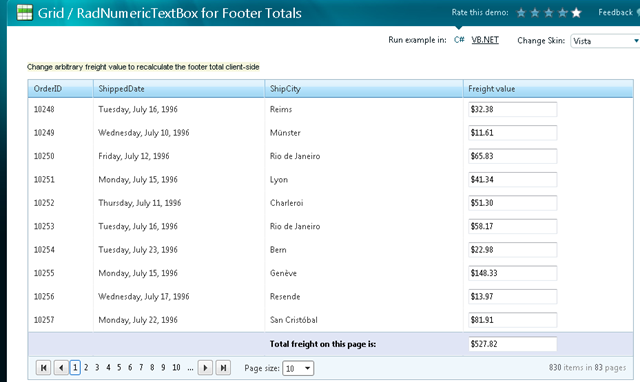 Grid / RadNumericTextBox for Footer Totals Rate this demo: Feedback
Run example in: C# VB.NET Change Skin: Vista
Change arbitrary freight value to recalculate the footer total client-side
OrderID ShippedDate ShipCity Freight value
10248 Tuesday, July 16, 1996 Reims $32.38
10249 Wednesday, July 10, 1996 Münster $11.61
10250 Friday, July 12, 1996 Rio de Janeiro $65.83
10251 Monday, July 15, 1996 Lyon $41.34
10252 Thursday, July 11, 1996 Charleroi $51.30
10253 Tuesday, July 16, 1996 Rio de Janeiro $58.17
10254 Tuesday, July 23, 1996 Bern $22.98
10255 Monday, July 15, 1996 Genève $148.33
10256 Wednesday, July 17, 1996 Resende $13.97
10257 Monday, July 22, 1996 San Cristóbal $81.91
Total freight on this page is: $527.82
1 2 3 4 5 6 7 8 9 10 ... Page size: 10 830 items in 83 pages